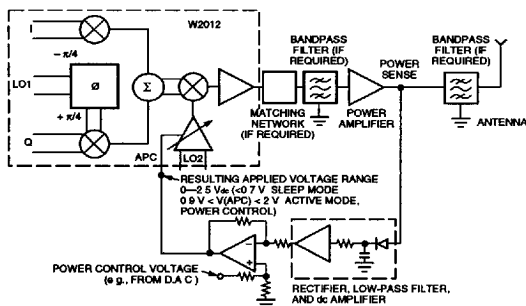 W2012
I
− π/4
LO1
Ø
+ π/4
Q
Σ
APC
LO2
MATCHING
NETWORK
(IF REQUIRED)
BANDPASS
FILTER (IF
REQUIRED)
POWER
AMPLIFIER
POWER
SENSE
BANDPASS
FILTER (IF
REQUIRED)
ANTENNA
RESULTING APPLIED VOLTAGE RANGE
0—2 5 Vdc (<0 7 V SLEEP MODE
0 9 V < V(APC) < 2 V ACTIVE MODE,
POWER CONTROL)
−
+
POWER CONTROL VOLTAGE
(e g., FROM D.A C )
RECTIFIER, LOW-PASS FILTER,
AND dc AMPLIFIER